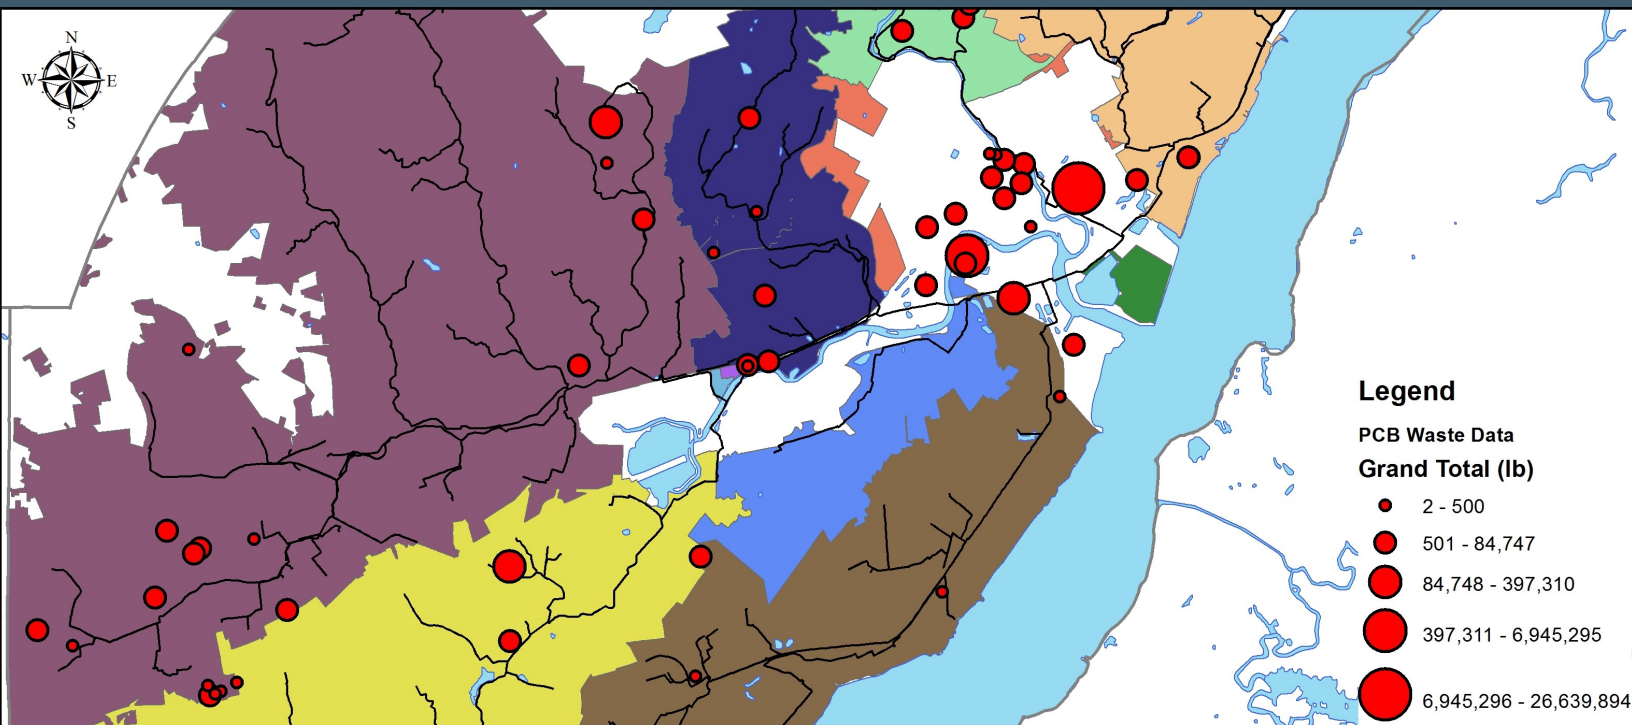 N
W E
S
Legend
PCB Waste Data
Grand Total (lb)
2 - 500
501 - 84,747
84,748 - 397,310
397,311 - 6,945,295
6,945,296 - 26,639,894